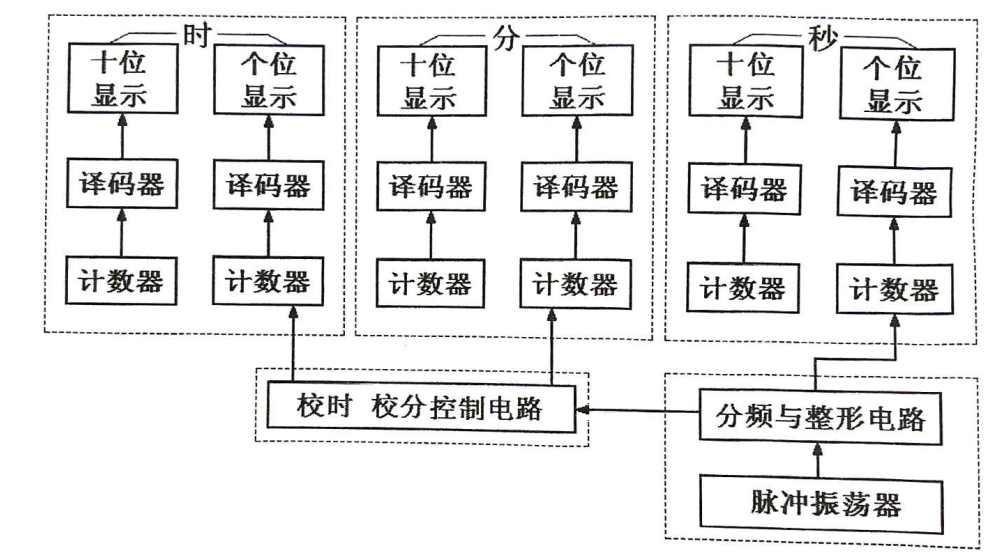 时 分 秒
十位 个位 十位 个位 十位 个位
显示 显示 显示 显示 显示 显示
译码器 译码器 译码器 译码器 译码器 译码器
计数器 计数器 计数器 计数器 计数器 计数器
校时 校分控制电路 分频与整形电路
脉冲振荡器